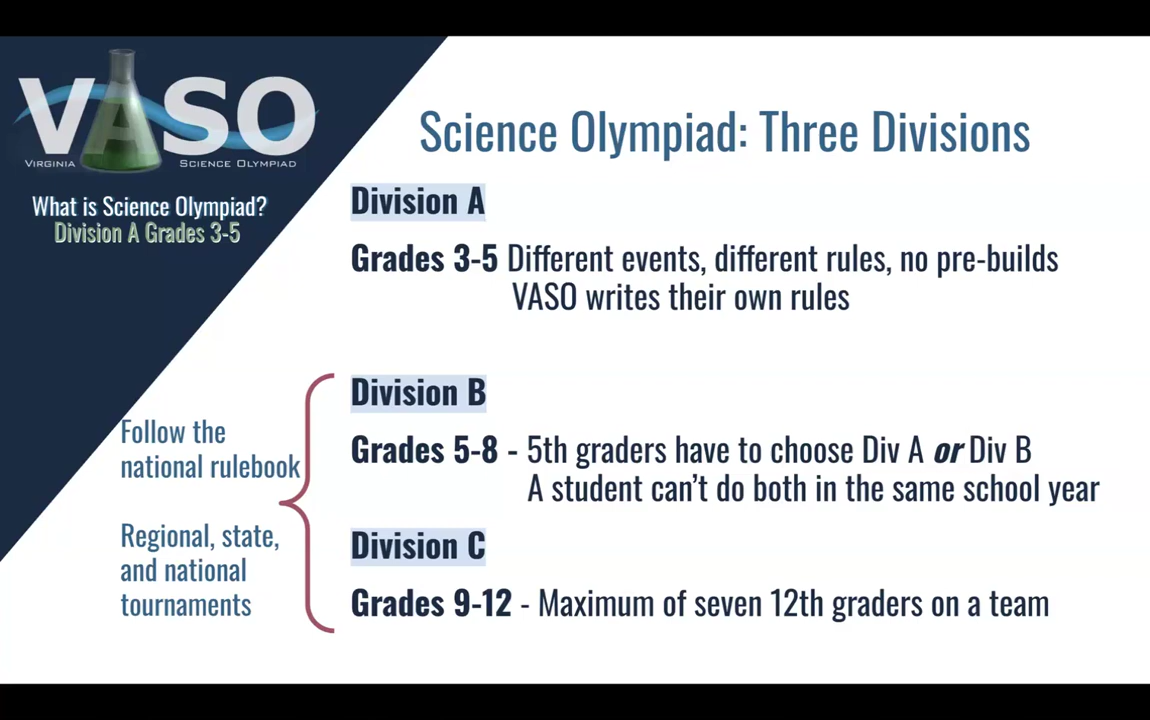 VASO
VIRGINIA SCIENCE OLYMPIAD
What is Science Olympiad?
Division A Grades 3-5
Science Olympiad: Three Divisions
Division A
Grades 3-5 Different events, different rules, no pre-builds
VASO writes their own rules
Division B
Grades 5-8 - 5th graders have to choose Div A or Div B
A student can't do both in the same school year
Division C
Grades 9-12 - Maximum of seven 12th graders on a team
Follow the
national rulebook
Regional, state,
and national
tournaments